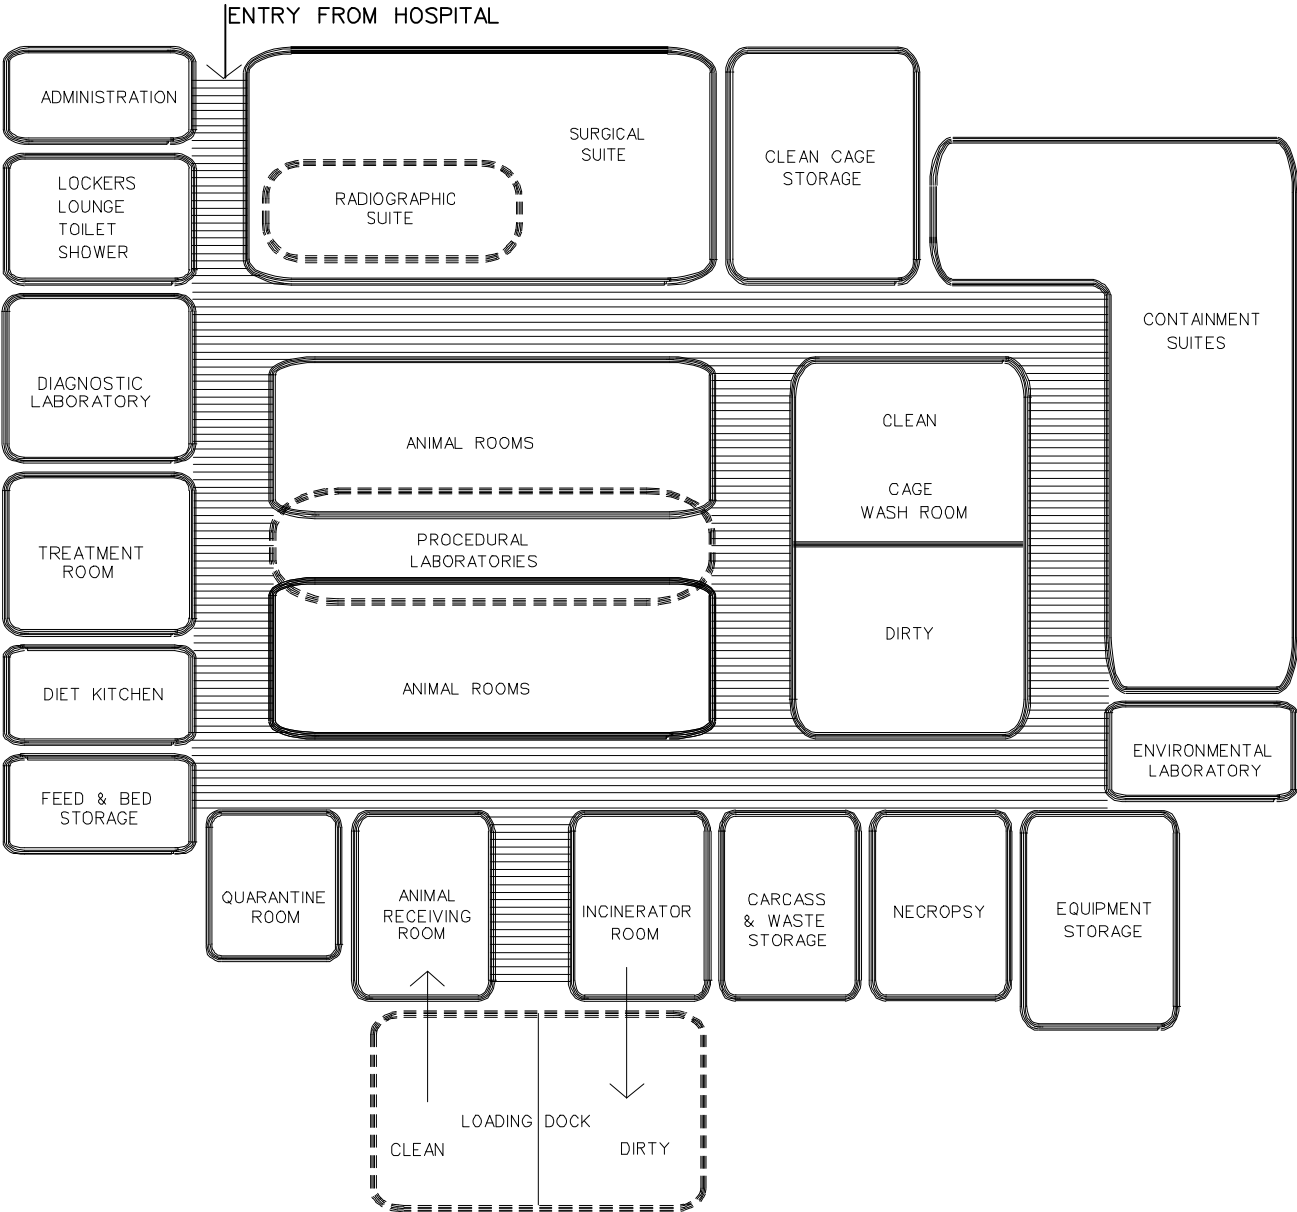 ENTRY FROM HOSPITAL
ADMINISTRATION
SURGICAL
SUITE
CLEAN CAGE
STORAGE
LOCKERS
LOUNGE
TOILET
SHOWER
RADIOGRAPHIC
SUITE
CONTAINMENT
SUITES
DIAGNOSTIC
LABORATORY
ANIMAL ROOMS
CLEAN
CAGE
WASH ROOM
DIRTY
PROCEDURAL
LABORATORIES
TREATMENT
ROOM
ANIMAL ROOMS
DIET KITCHEN
ENVIRONMENTAL
LABORATORY
FEED & BED
STORAGE
QUARANTINE
ROOM
ANIMAL
RECEIVING
ROOM
INCINERATOR
ROOM
CARCASS
& WASTE
STORAGE
NECROPSY
EQUIPMENT
STORAGE
LOADING DOCK
CLEAN
DIRTY